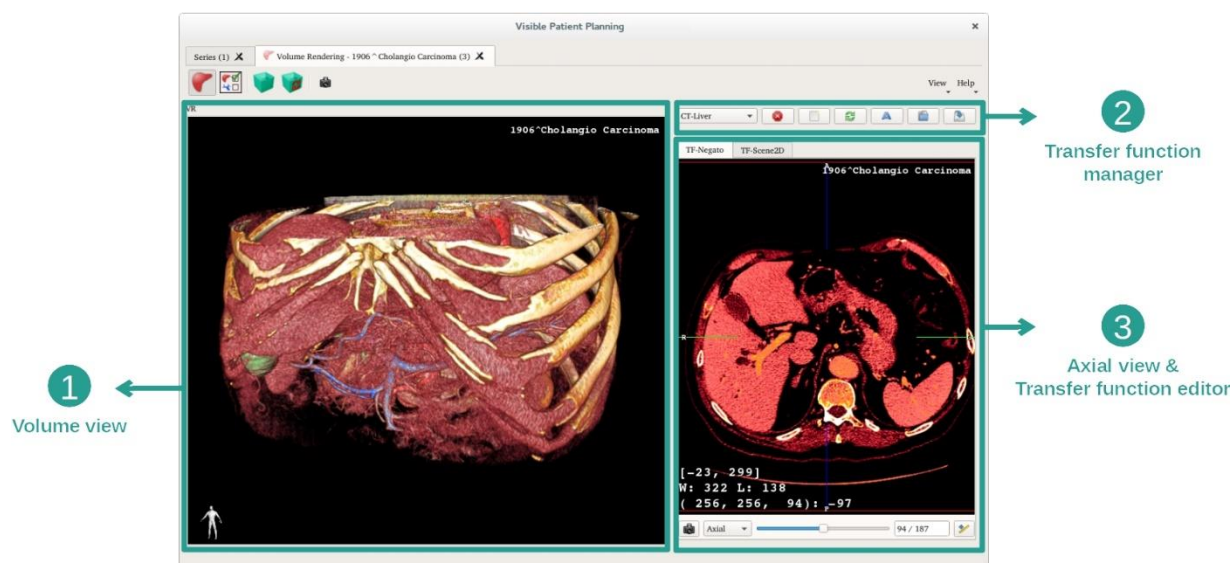 Visible Patient Planning
Series (1)
Volume Rendering - 1906 ^ Cholangio Carcinoma (3)
View Help
VR
1906^Cholangio Carcinoma
CT-Liver
TF-Negato TF-Scene2D
A
1906^Cholangio Carcinoma
R
[-23, 299]
W: 322 L: 138
( 256, 256, 94): -97
P
Axial
94 / 187
1
Volume view
2
Transfer function
manager
3
Axial view &
Transfer function editor